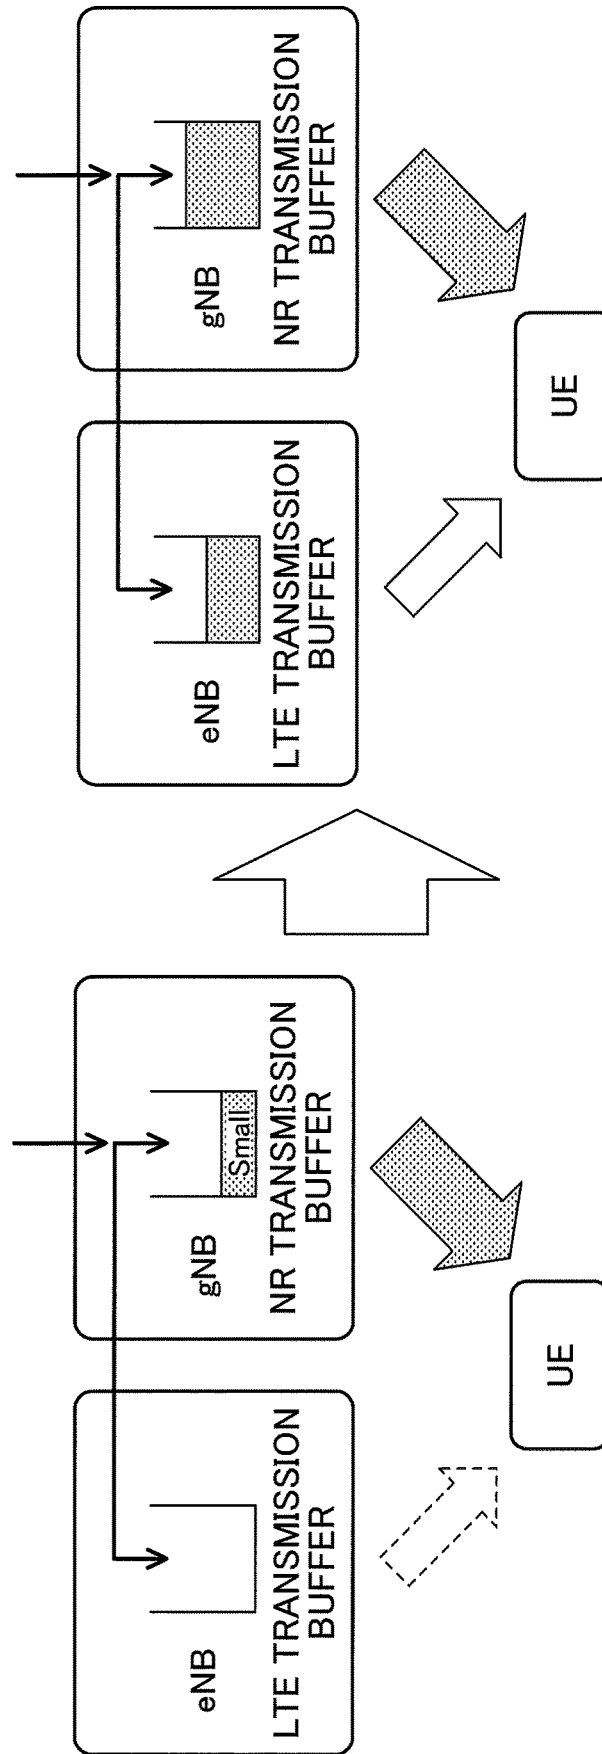 eNB
LTE TRANSMISSION
BUFFER
Small
gNB
NR TRANSMISSION
BUFFER
UE
eNB
LTE TRANSMISSION
BUFFER
gNB
NR TRANSMISSION
BUFFER
UE